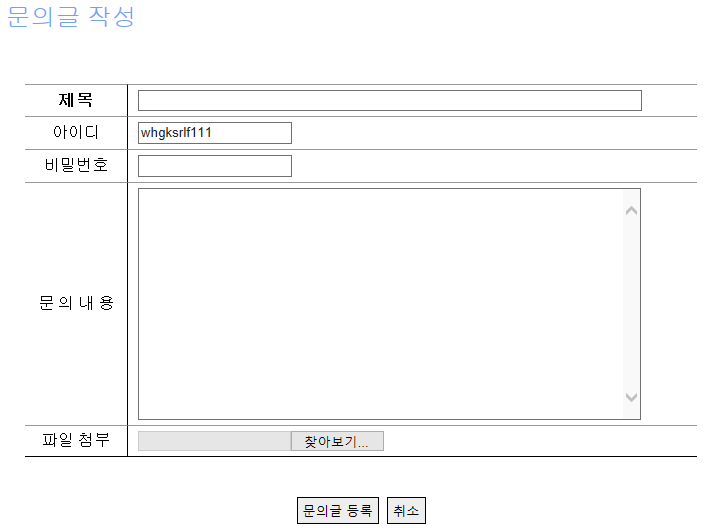 문의글 작성
제목
아이디 whgksrlf111
비밀번호
문의 내용
파일 첨부 찾아보기...
문의글 등록 취소